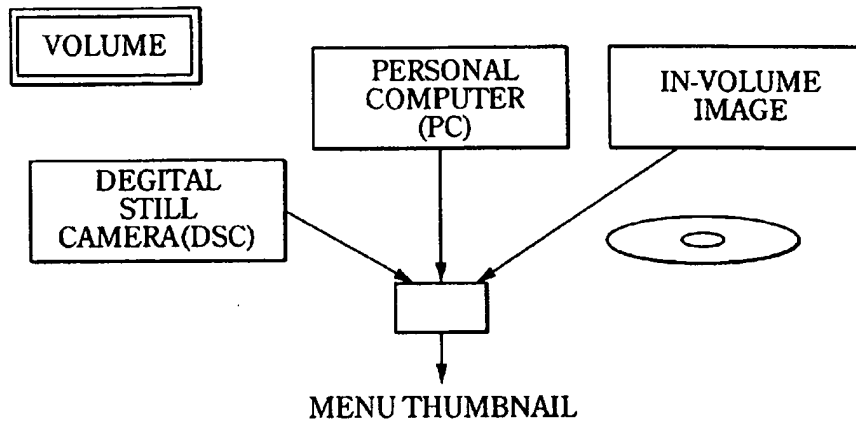 VOLUME
PERSONAL
COMPUTER
(PC)
IN-VOLUME
IMAGE
DEGITAL
STILL
CAMERA(DSC)
MENU THUMBNAIL